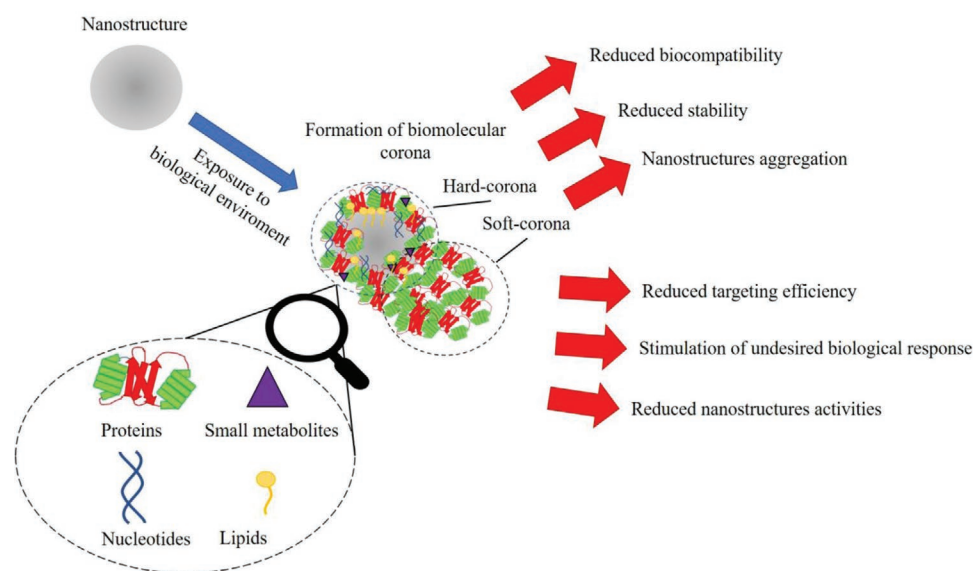 Nanostructure
Exposure to
biological enviroment
Formation of biomolecular
corona
Hard-corona
Soft-corona
Reduced biocompatibility
Reduced stability
Nanostructures aggregation
Reduced targeting efficiency
Stimulation of undesired biological response
Reduced nanostructures activities
Proteins
Small metabolites
Nucleotides
Lipids